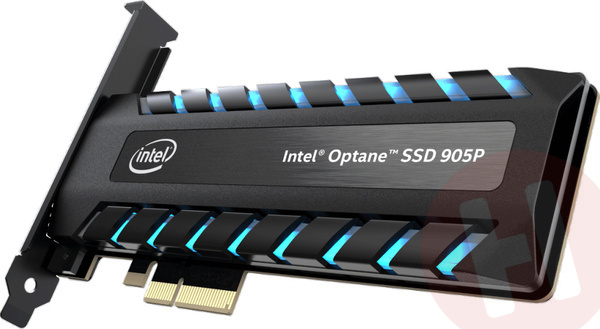 intel
Intel® Optane™ SSD 905P
H